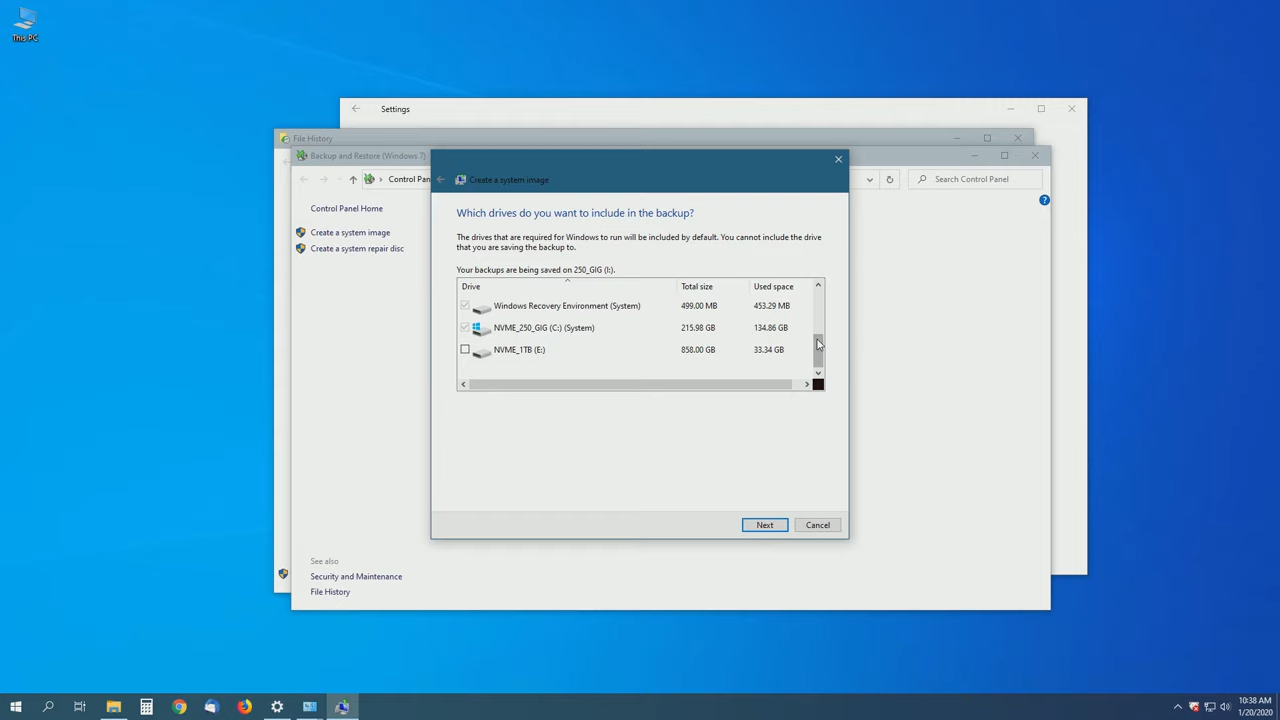 This PC
Settings
File History
Backup and Restore (Windows 7)
Control Pan
Search Control Panel
Create a system image
Control Panel Home
Create a system image
Create a system repair disc
Which drives do you want to include in the backup?
The drives that are required for Windows to run will be included by default. You cannot include the drive
that you are saving the backup to.
Your backups are being saved on 250_GIG (I:).
Drive Total size Used space
Windows Recovery Environment (System) 499.00 MB 453.29 MB
NVME_250_GIG (C:) (System) 215.98 GB 134.86 GB
NVME_1TB (E:) 858.00 GB 33.34 GB
Next Cancel
See also
Security and Maintenance
File History
10:38 AM
1/20/2020